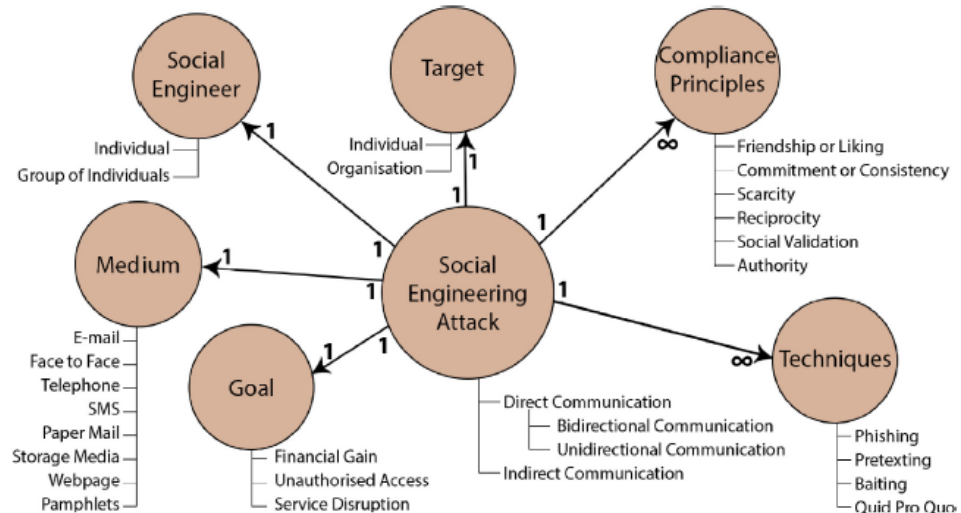 Social
Engineer
Individual
Group of Individuals
Target
Individual
Organisation
Compliance
Principles
Friendship or Liking
Commitment or Consistency
Scarcity
Reciprocity
Social Validation
Authority
1
1
∞
1
1
1
Medium
1
1
E-mail
Face to Face
Telephone
SMS
Paper Mail
Storage Media
Webpage
Pamphlets
Social
Engineering
Attack
Direct Communication
Bidirectional Communication
Unidirectional Communication
Indirect Communication
1
1
Goal
Financial Gain
Unauthorised Access
Service Disruption
1
∞
Techniques
Phishing
Pretexting
Baiting
Quid Pro Quo